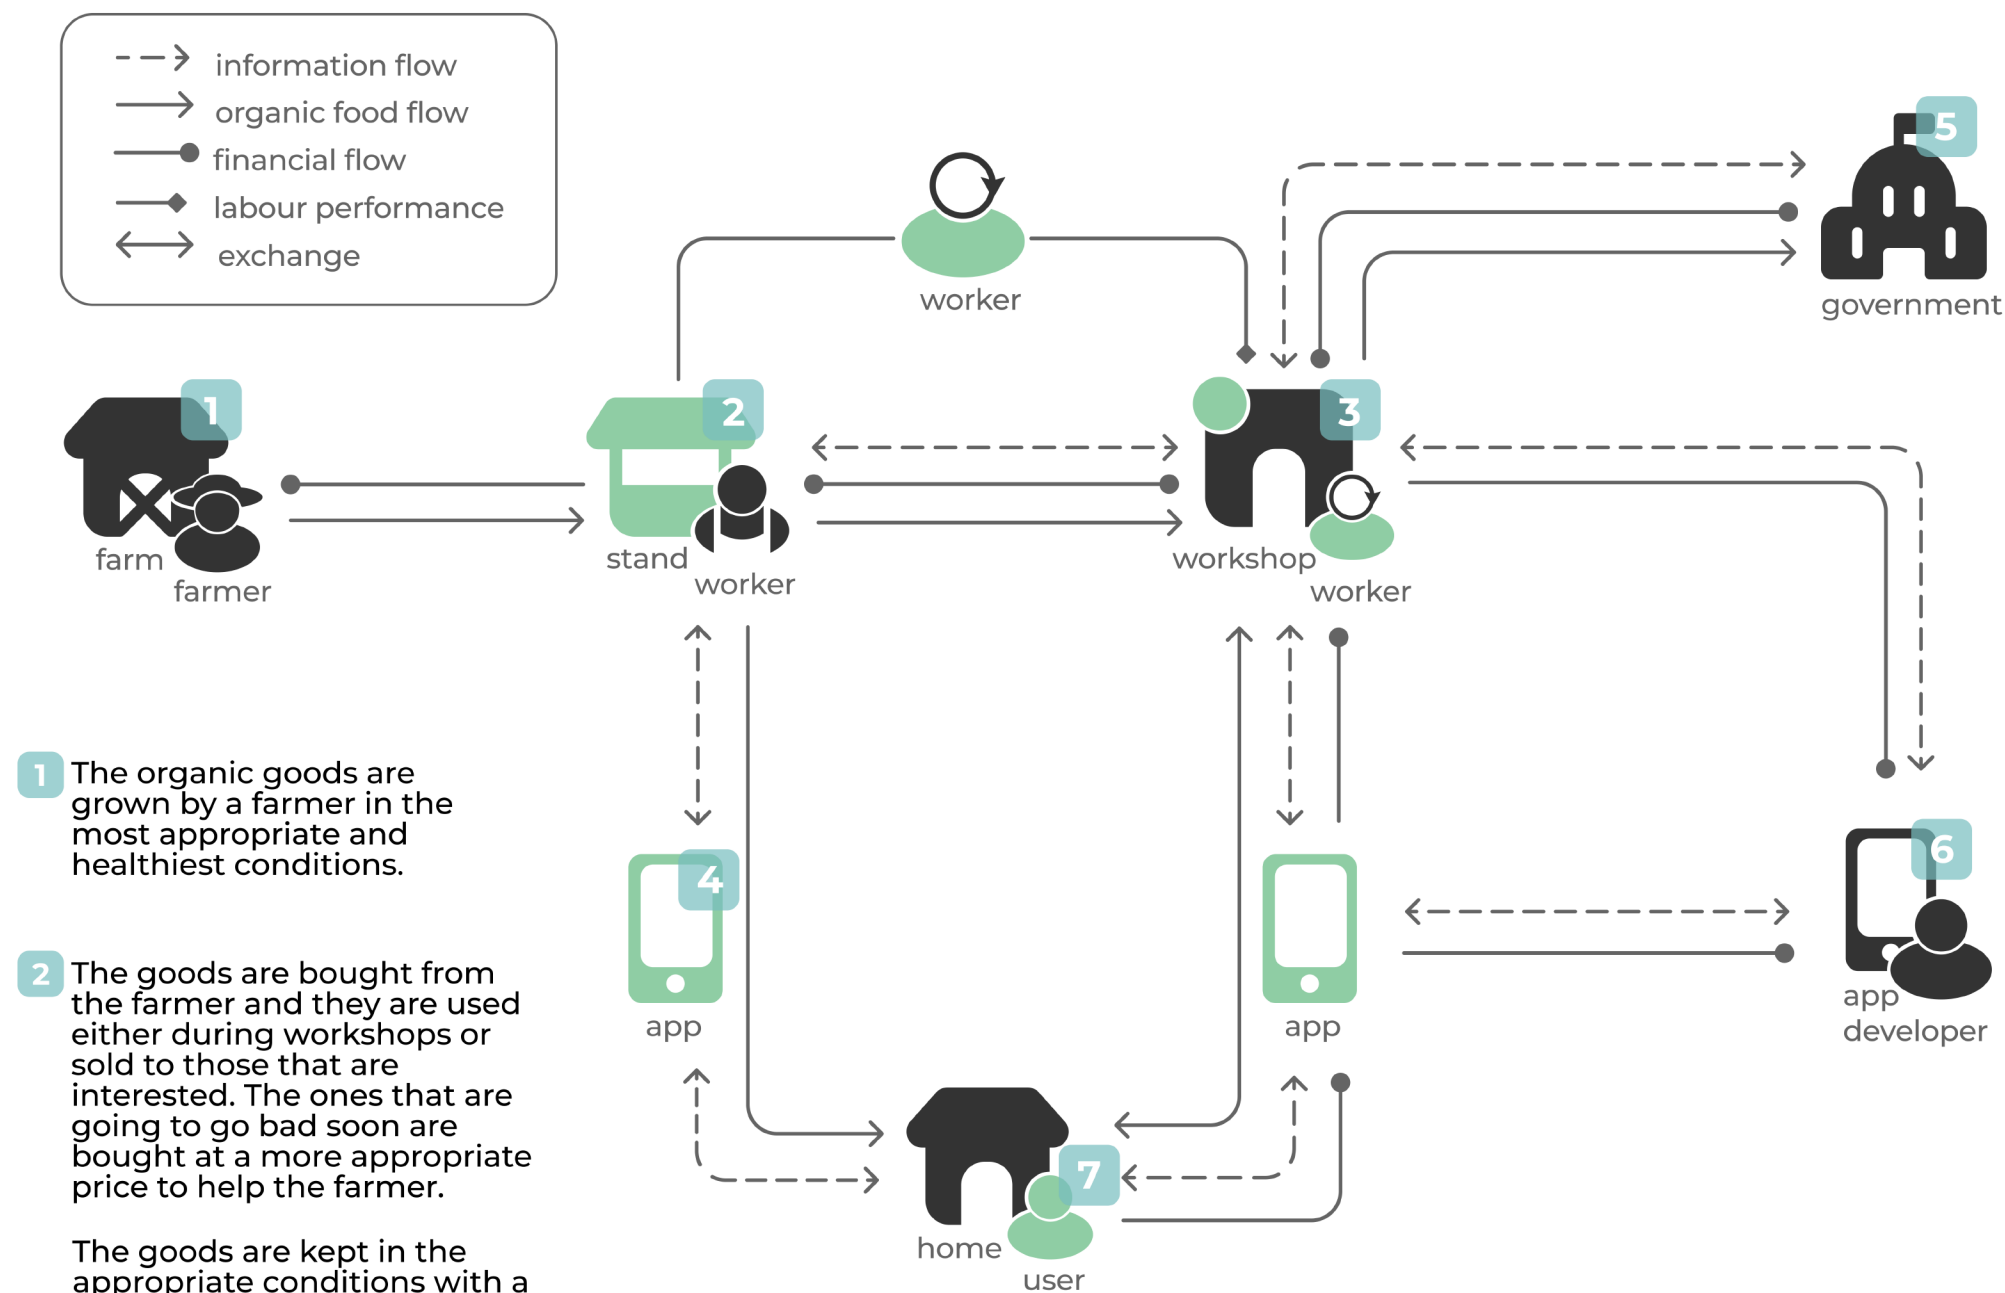 information flow
organic food flow
financial flow
labour performance
exchange
worker
5
government
1
farm
farmer
2
stand
worker
3
workshop
worker
1 The organic goods are
grown by a farmer in the
most appropriate and
healthiest conditions.
4
app
app
6
app
developer
2 The goods are bought from
the farmer and they are used
either during workshops or
sold to those that are
interested. The ones that are
going to go bad soon are
bought at a more appropriate
price to help the farmer.
The goods are kept in the
appropriate conditions with a
7
home
user